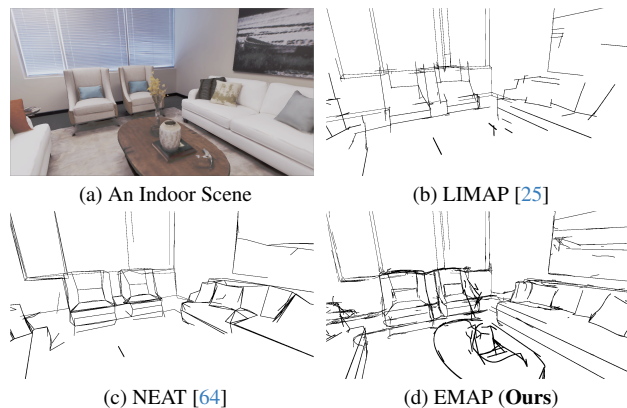 (a) An Indoor Scene
(b) LIMAP [25]
(c) NEAT [64]
(d) EMAP (Ours)